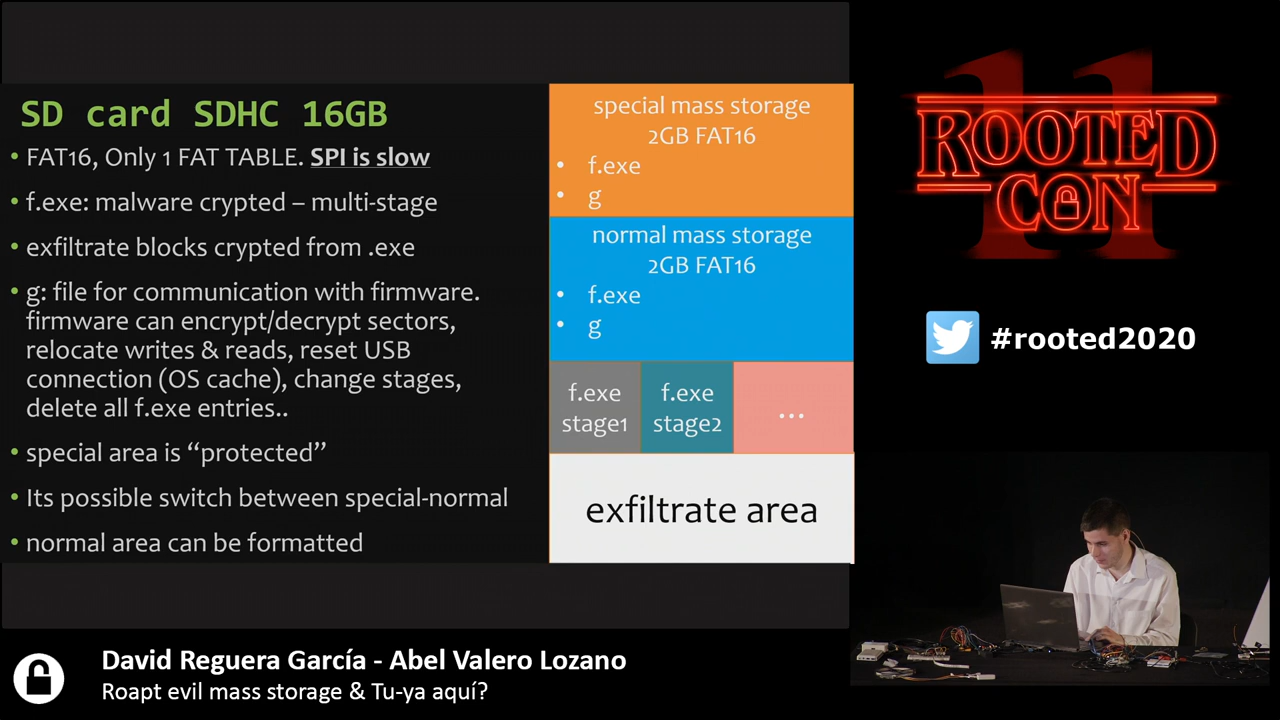 SD card SDHC 16GB
• FAT16, Only 1 FAT TABLE. SPI is slow
• f.exe: malware crypted – multi-stage
• exfiltrate blocks crypted from .exe
• g: file for communication with firmware.
firmware can encrypt/decrypt sectors,
relocate writes & reads, reset USB
connection (OS cache), change stages,
delete all f.exe entries..
• special area is “protected”
• Its possible switch between special-normal
• normal area can be formatted
special mass storage
2GB FAT16
• f.exe
• g
normal mass storage
2GB FAT16
• f.exe
• g
f.exe
stage1
f.exe
stage2
...
exfiltrate area
11
ROOTED
CON
#rooted2020
David Reguera García - Abel Valero Lozano
Roapt evil mass storage & Tu-ya aquí?